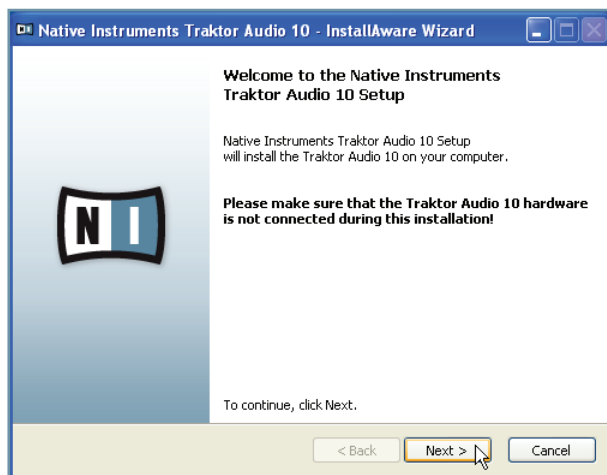 Native Instruments Traktor Audio 10 - InstallAware Wizard
Welcome to the Native Instruments
Traktor Audio 10 Setup
Native Instruments Traktor Audio 10 Setup
will install the Traktor Audio 10 on your computer.
Please make sure that the Traktor Audio 10 hardware
is not connected during this installation!
N I
To continue, click Next.
< Back Next > Cancel